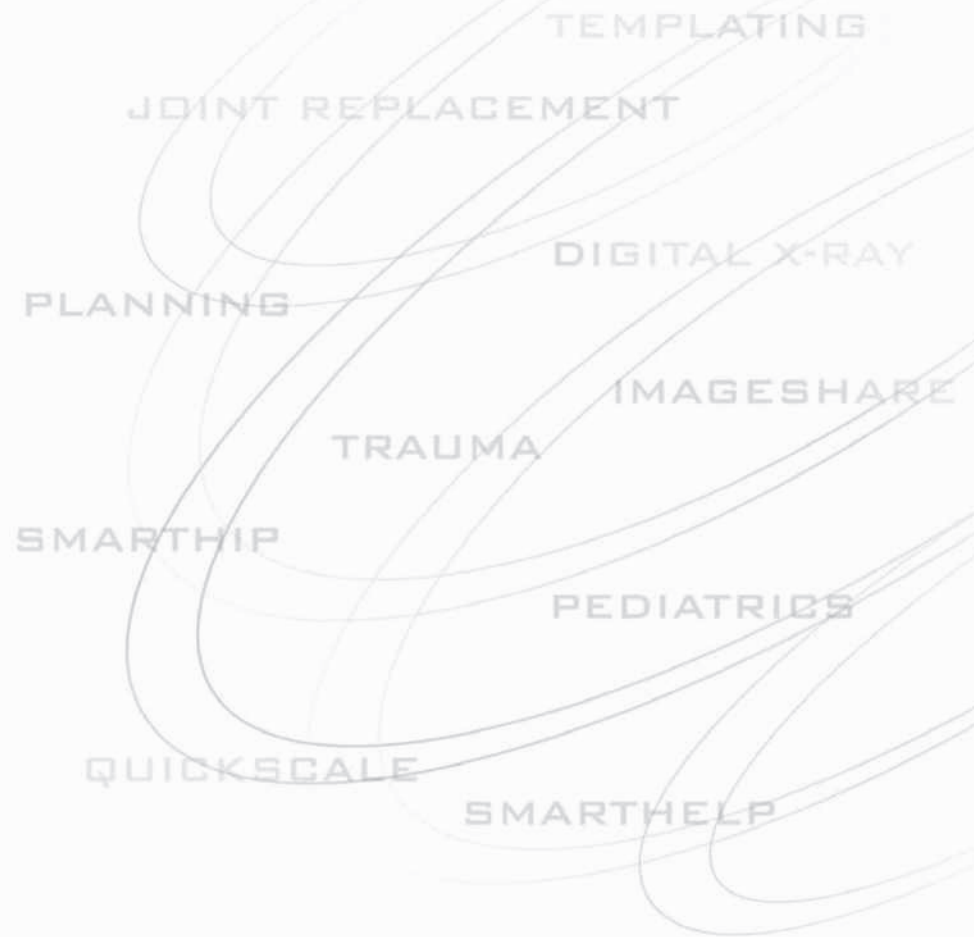 TEMPLATING
JOINT REPLACEMENT
DIGITAL X-RAY
PLANNING
IMAGESHARE
TRAUMA
SMARTHIP
PEDIATRICS
QUICKSCALE
SMARTHELP